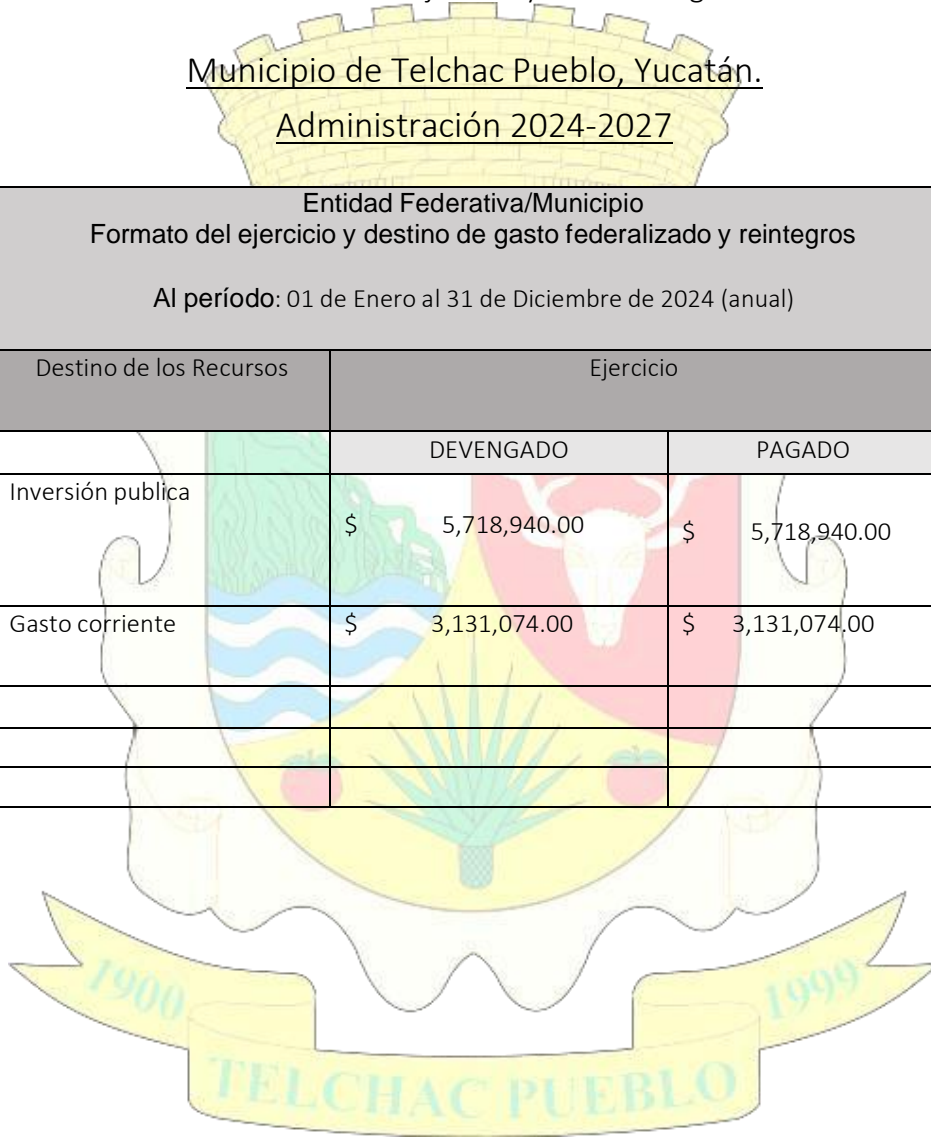 Municipio de Telchac Pueblo, Yucatán.
Administración 2024-2027
Entidad Federativa/Municipio
Formato del ejercicio y destino de gasto federalizado y reintegros
Al período: 01 de Enero al 31 de Diciembre de 2024 (anual)
Destino de los Recursos Ejercicio
DEVENGADO PAGADO
Inversión publica
$ 5,718,940.00 $ 5,718,940.00
Gasto corriente $ 3,131,074.00 $ 3,131,074.00
1900 1999
TELCHAC PUEBLO